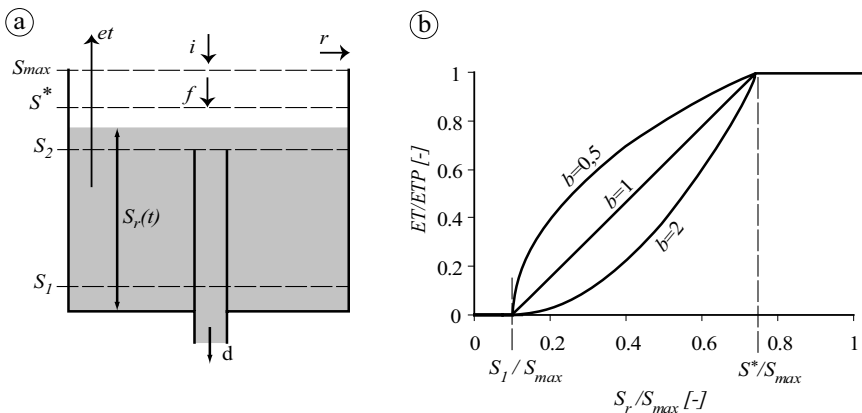 a
et
i
r
Smax
S*
f
S2
Sr(t)
S1
d
b
ET/ETP [-]
1
0.8
0.6
0.4
0.2
0
b=0,5
b=1
b=2
0 0.2 0.4 0.6 0.8 1
S1/Smax
S*/Smax
Sr/Smax [-]